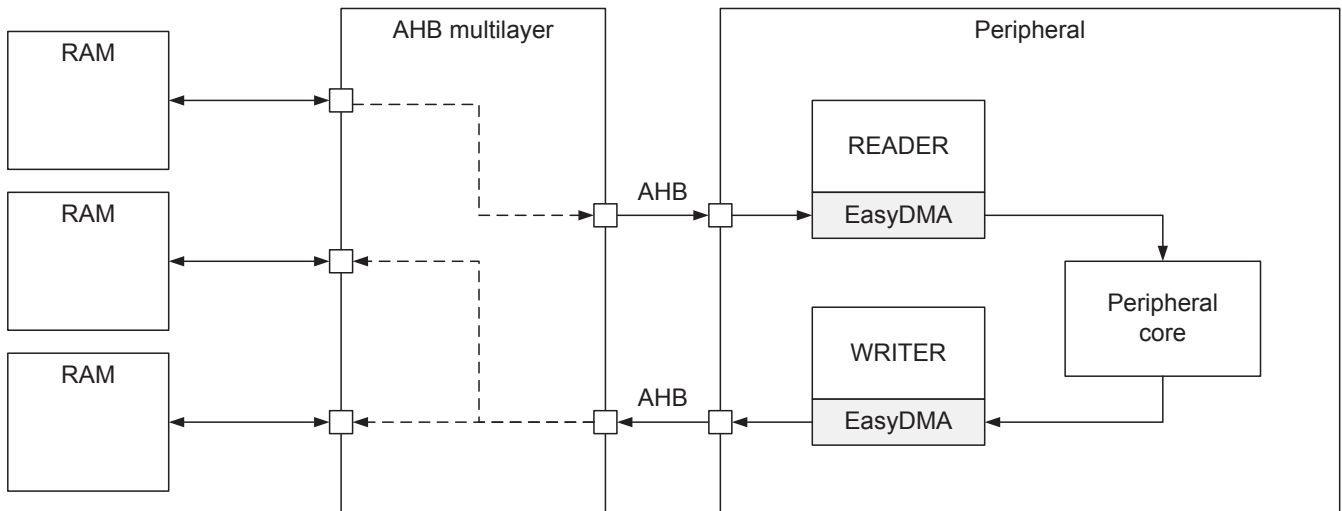 AHB multilayer
Peripheral
RAM
READER
AHB
EasyDMA
RAM
Peripheral
core
WRITER
RAM
AHB
EasyDMA